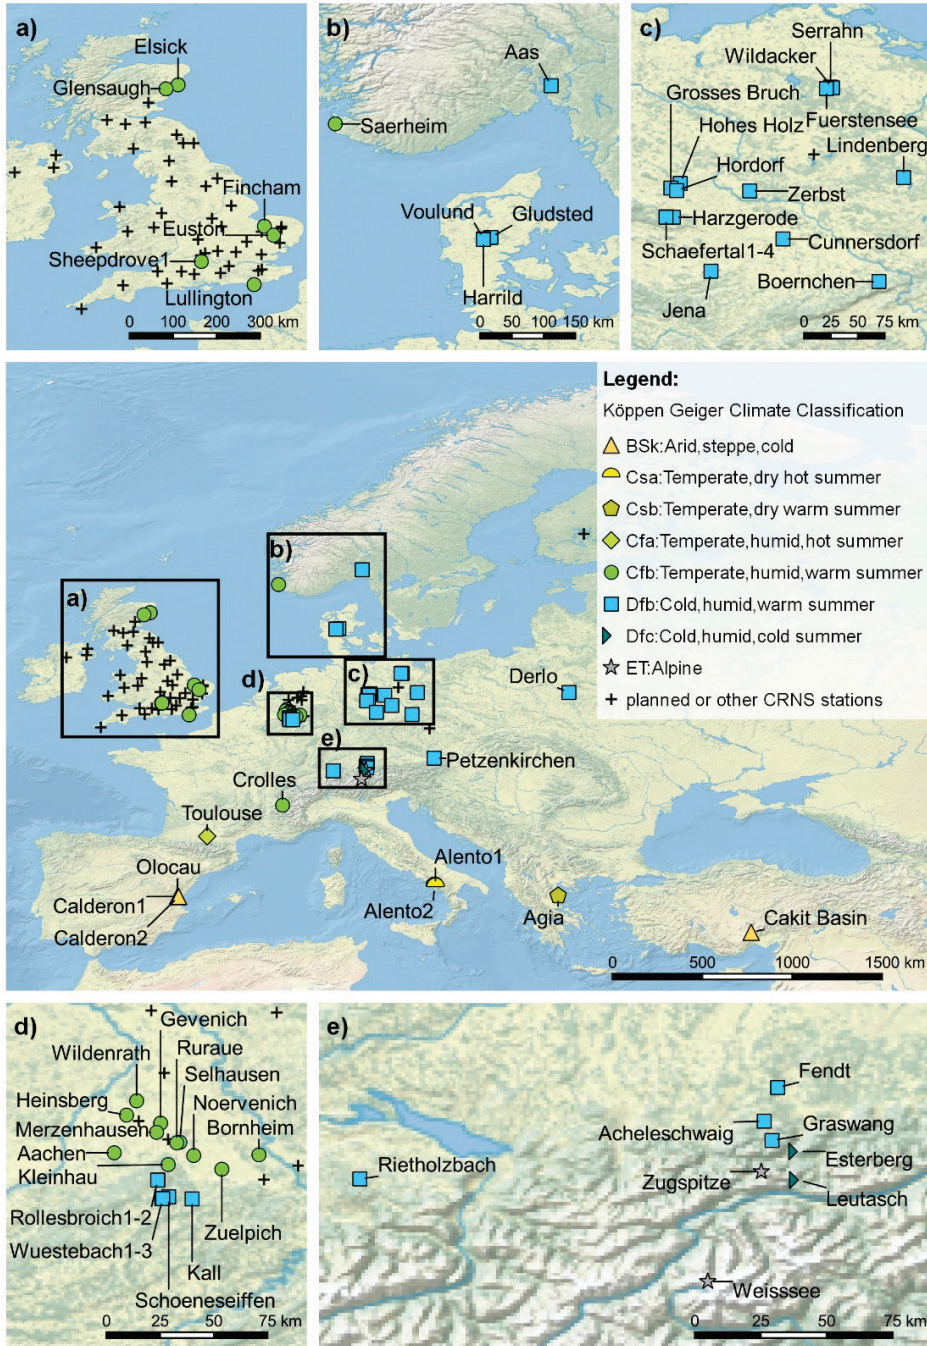 a)
Elsick
Glensaugh
Fincham
Euston
Sheepdrove1
Lullington
0 100 200 300 km
b)
Aas
Saerheim
Voulund
Gludsted
Harrild
0 50 100 150 km
c)
Serrahn
Wildacker
Grosses Bruch
Fuerstensee
Hohes Holz
Lindenberg
Hordorf
Zerbst
Harzgerode
Schaefertal1-4
Cunnersdorf
Boernchen
Jena
0 25 50 75 km
Legend:
Köppen Geiger Climate Classification
BSk:Arid,steppe,cold
Csa:Temperate,dry hot summer
Csb:Temperate,dry warm summer
Cfa:Temperate,humid,hot summer
Cfb:Temperate,humid,warm summer
Dfb:Cold,humid,warm summer
Dfc:Cold,humid,cold summer
ET:Alpine
planned or other CRNS stations
a)
b)
c)
d)
e)
Derlo
Petzenkirchen
Crolles
Toulouse
Olocau
Calderon1
Calderon2
Alento1
Alento2
Agia
Cakit Basin
0 500 1000 1500 km
d)
Gevenich
Wildenrath
Ruraue
Selhausen
Heinsberg
Noervenich
Merzenhausen
Bornheim
Aachen
Kleinhau
Rollesbroich1-2
Zuelpich
Wuestebach1-3
Kall
Schoeneseiffen
0 25 50 75 km
e)
Fendt
Acheleschwaig
Graswang
Rietholzbach
Esterberg
Zugspitze
Leutasch
Weisssee
0 25 50 75 km